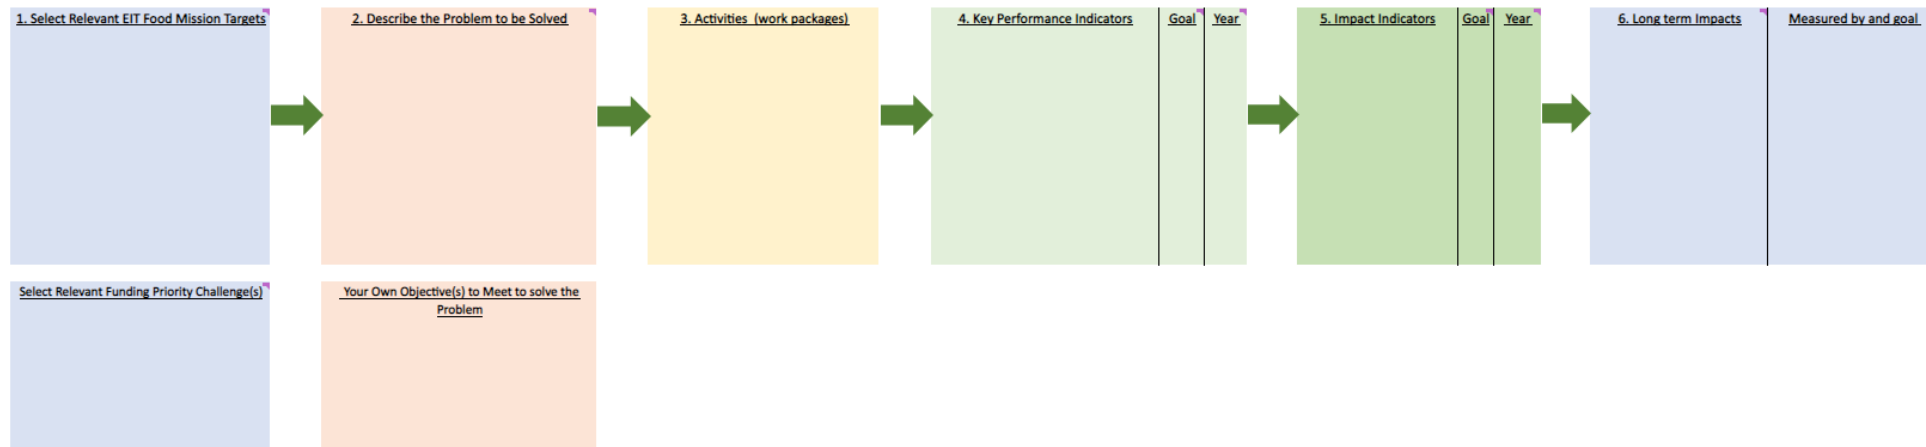 1. Select Relevant EIT Food Mission Targets
2. Describe the Problem to be Solved
3. Activities (work packages)
4. Key Performance Indicators
Goal
Year
5. Impact Indicators
Goal
Year
6. Long term Impacts
Measured by and goal
Select Relevant Funding Priority Challenge(s)
Your Own Objective(s) to Meet to solve the
Problem